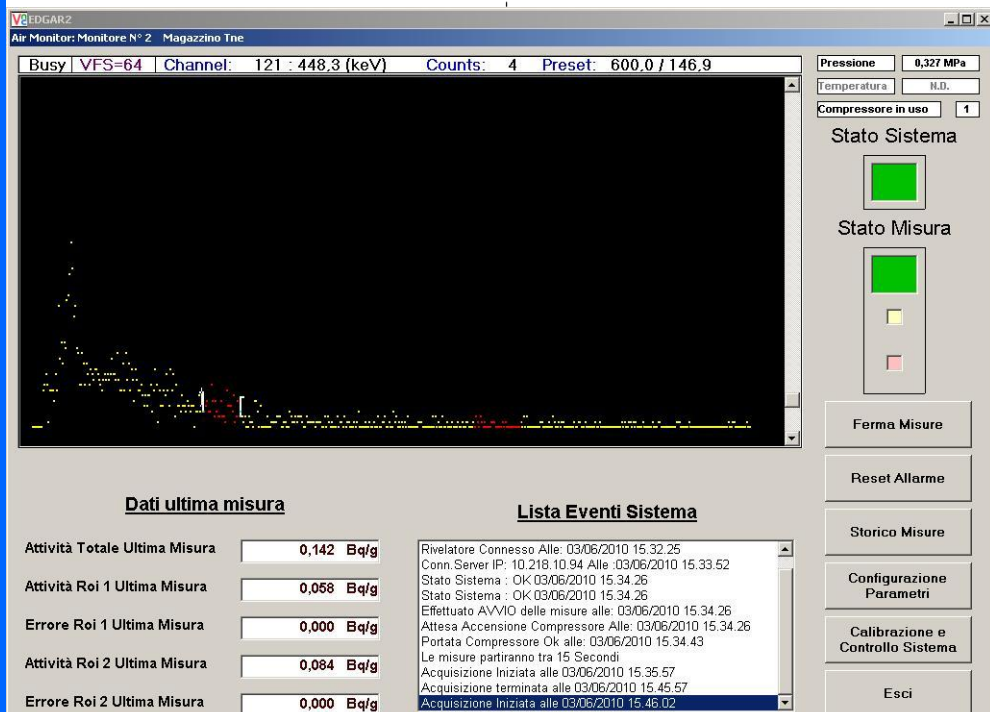 EDGAR2
Air Monitor: Monitore N° 2 Magazzino Tne
Busy VFS=64 Channel: 121 : 448,3 (keV) Counts: 4 Preset: 600,0 / 146,9
Pressione 0,327 MPa
Temperatura N.D.
Compressore in uso 1
Stato Sistema
Stato Misura
Ferma Misure
Reset Allarme
Storico Misure
Configurazione
Parametri
Calibrazione e
Controllo Sistema
Esci
Dati ultima misura
Attività Totale Ultima Misura 0,142 Bq/g
Attività Roi 1 Ultima Misura 0,058 Bq/g
Errore Roi 1 Ultima Misura 0,000 Bq/g
Attività Roi 2 Ultima Misura 0,084 Bq/g
Errore Roi 2 Ultima Misura 0,000 Bq/g
Lista Eventi Sistema
Rivelatore Connesso Alle: 03/06/2010 15.32.25
Conn.Server IP: 10.218.10.94 Alle :03/06/2010 15.33.52
Stato Sistema : OK 03/06/2010 15.34.26
Stato Sistema : OK 03/06/2010 15.34.26
Effettuato AVVIO delle misure alle: 03/06/2010 15.34.26
Attesa Accensione Compressore Alle: 03/06/2010 15.34.26
Portata Compressore Ok alle: 03/06/2010 15.34.43
Le misure partiranno tra 15 Secondi
Acquisizione Iniziata alle 03/06/2010 15.35.57
Acquisizione terminata alle 03/06/2010 15.45.57
Acquisizione Iniziata alle 03/06/2010 15.46.02